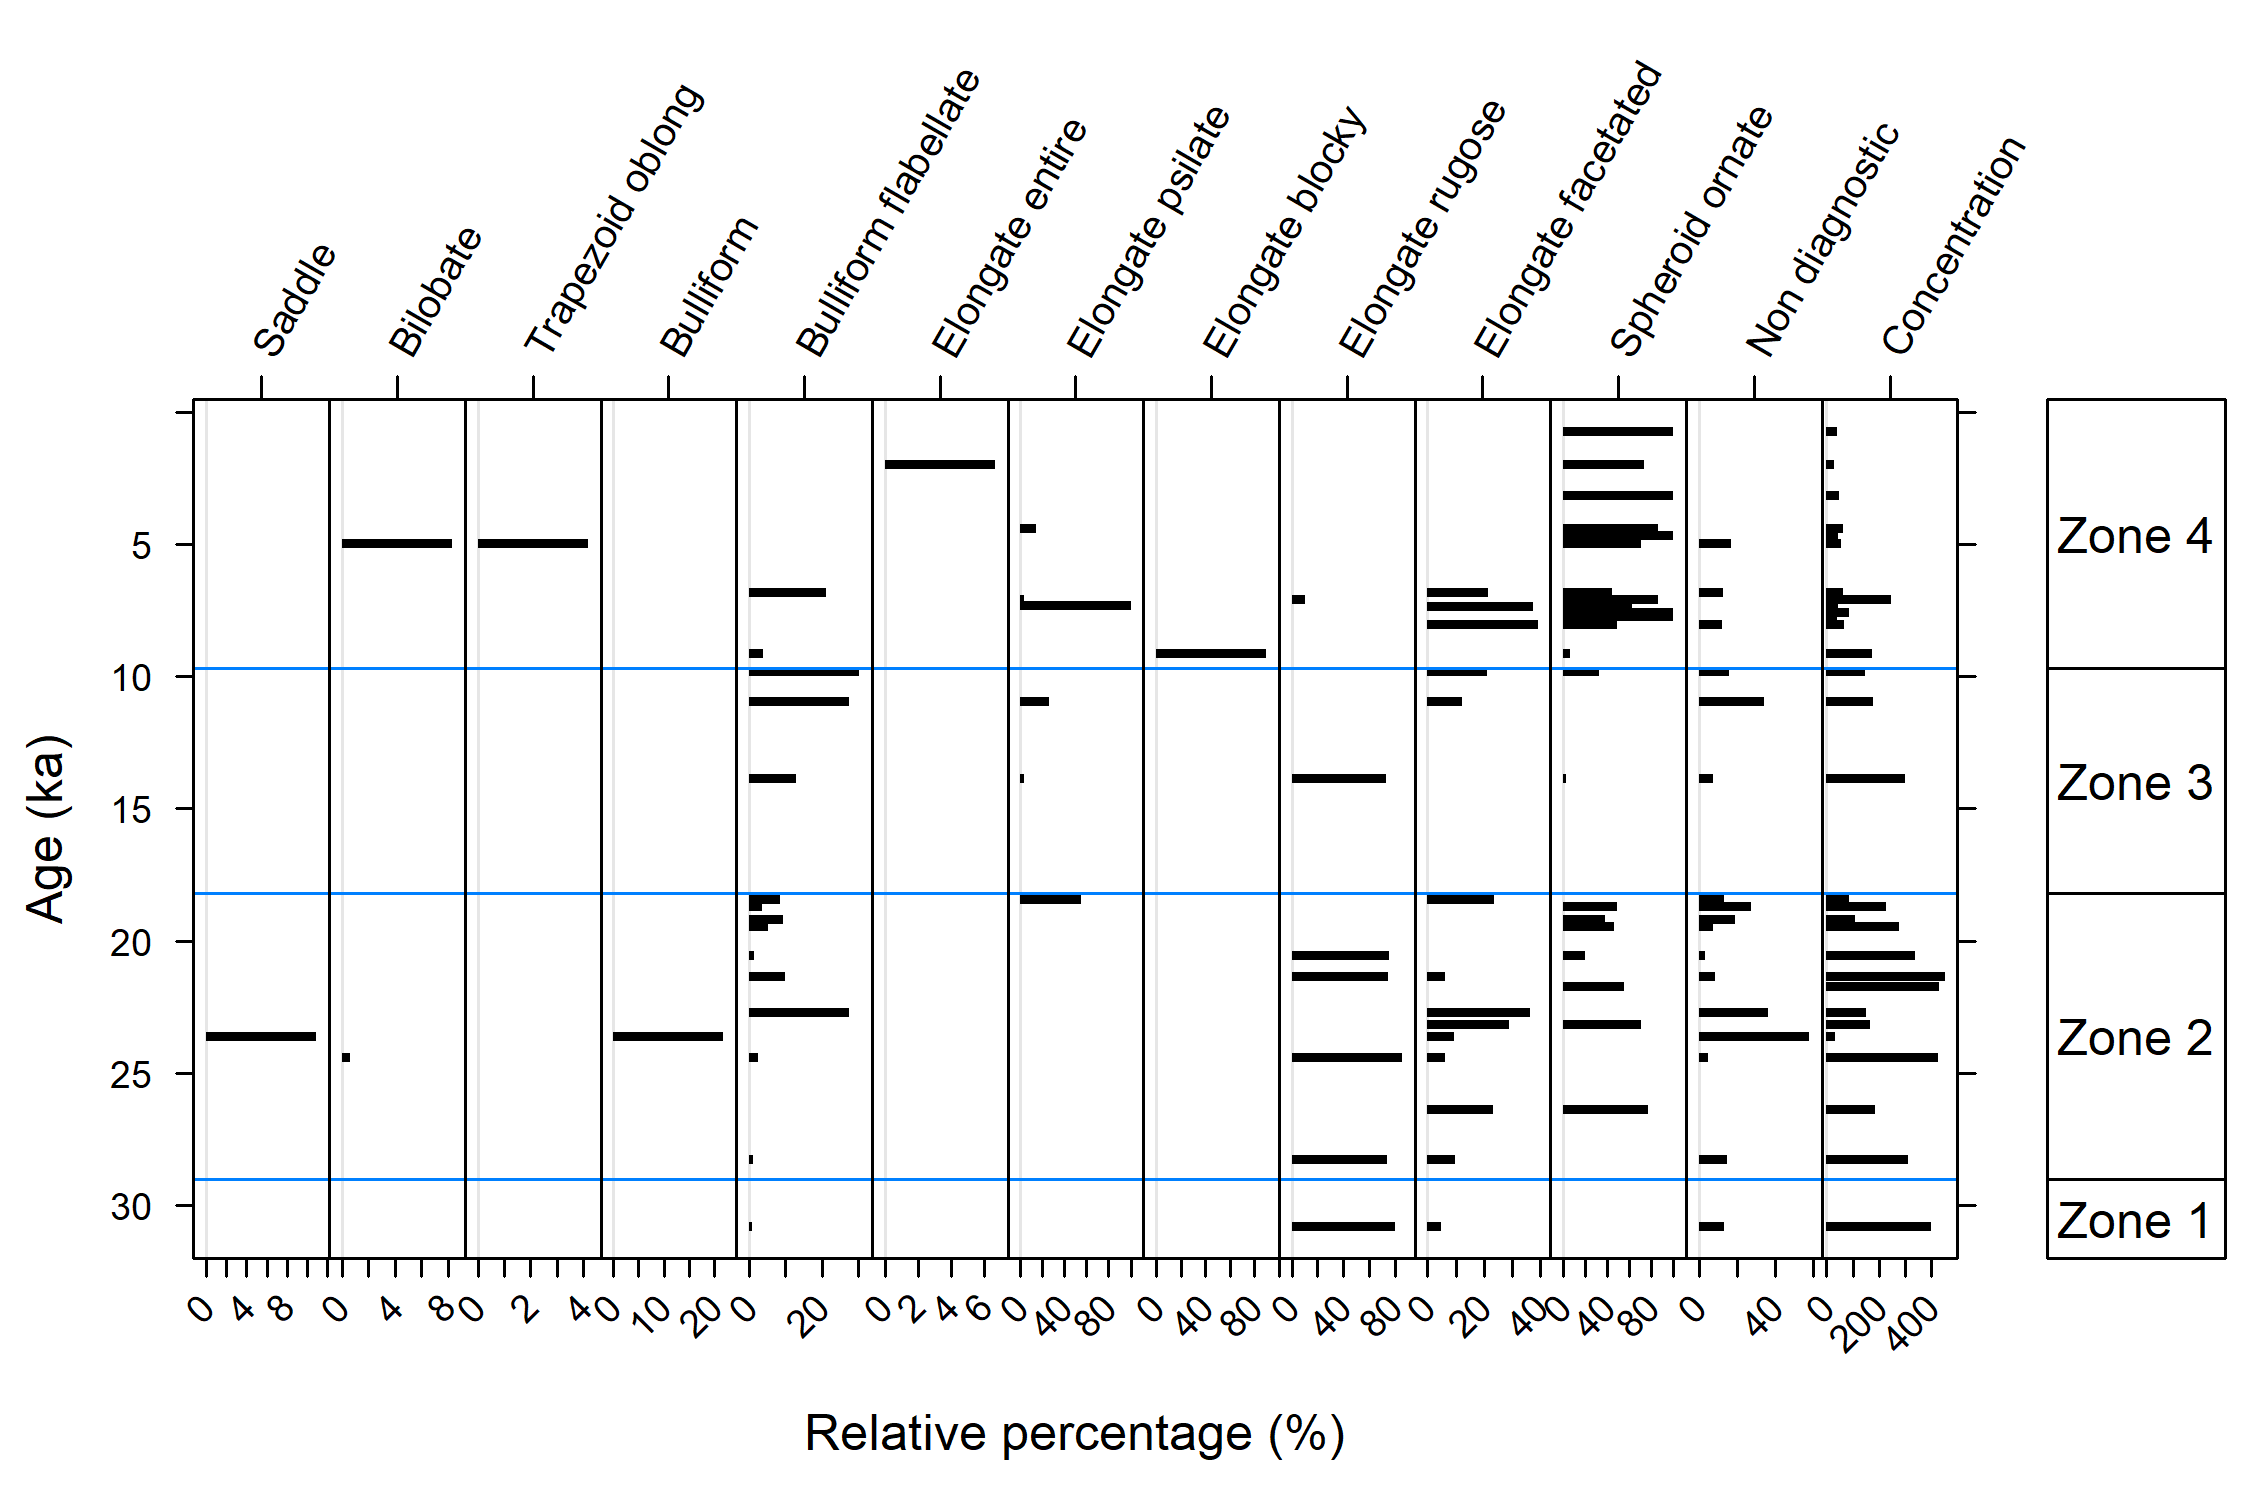 Saddle
Bilobate
Trapezoid oblong
Bulliform
Bulliform flabellate
Elongate entire
Elongate psilate
Elongate blocky
Elongate rugose
Elongate facetated
Spheroid ornate
Non diagnostic
Concentration
5
10
15
20
25
30
Age (ka)
Zone 4
Zone 3
Zone 2
Zone 1
0 4 8
0 4 8
0 2 4
0 10 20
0 20
0 2 4 6
0 40 80
0 40 80
0 40 80
0 20 40
0 40 80
0 40
0 200 400
Relative percentage (%)